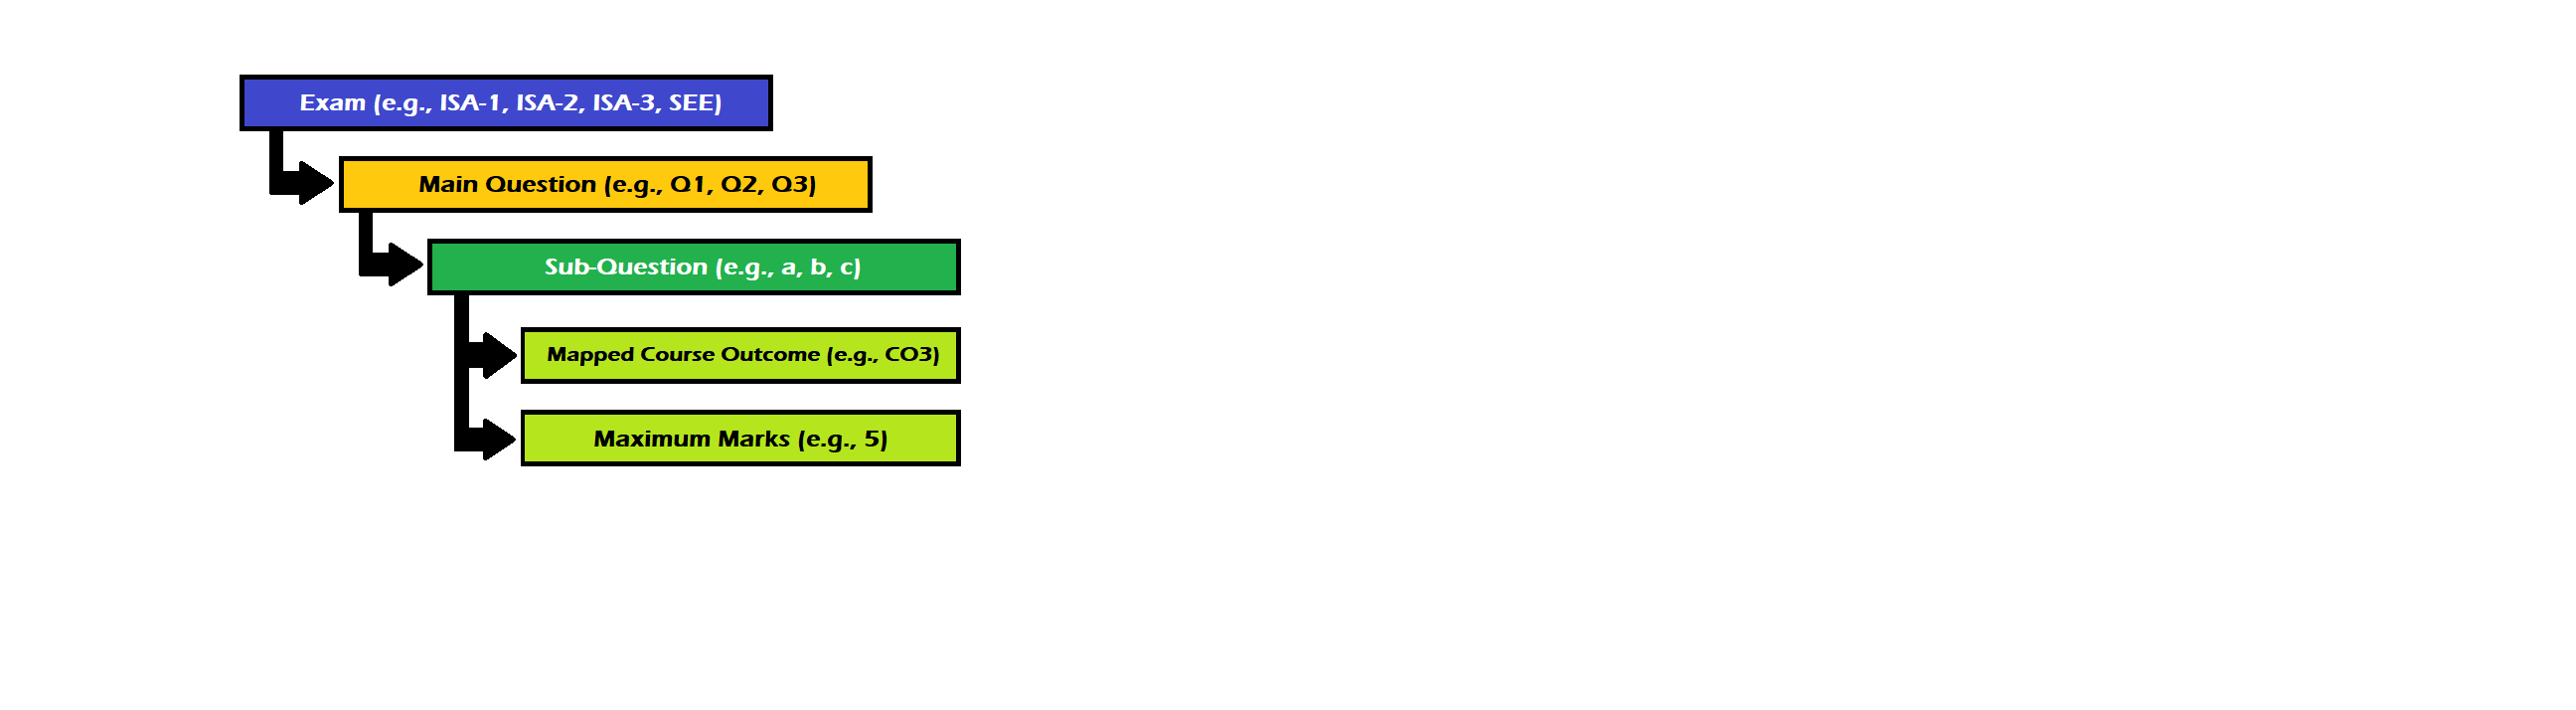 Exam (e.g., ISA-1, ISA-2, ISA-3, SEE)
Main Question (e.g., Q1, Q2, Q3)
Sub-Question (e.g., a, b, c)
Mapped Course Outcome (e.g., CO3)
Maximum Marks (e.g., 5)